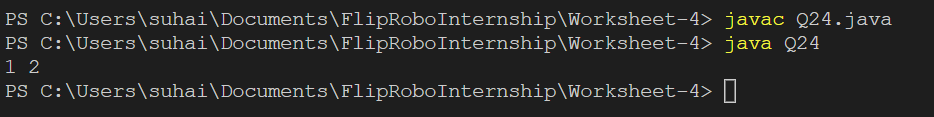 PS C:\Users\suhai\Documents\FlipRoboInternship\Worksheet-4> javac Q24.java
PS C:\Users\suhai\Documents\FlipRoboInternship\Worksheet-4> java Q24
1 2
PS C:\Users\suhai\Documents\FlipRoboInternship\Worksheet-4>